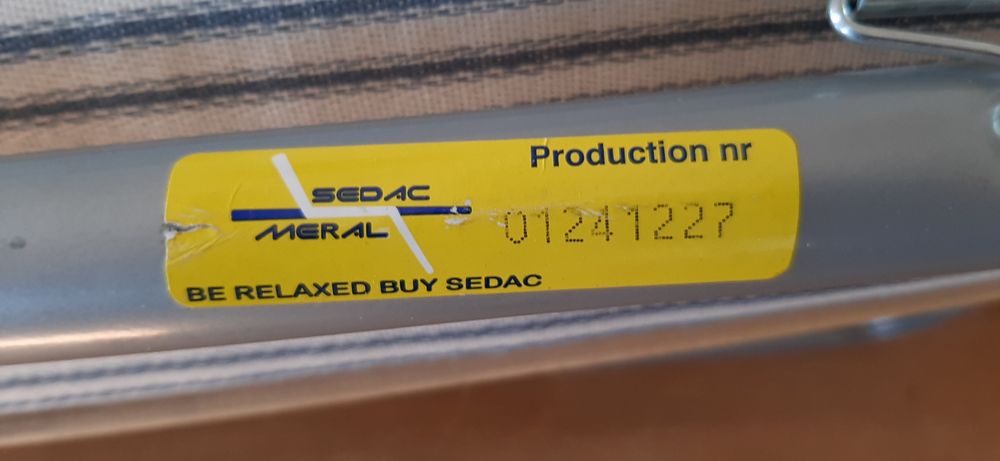 Production nr
SEDAC
MERAL
01241227
BE RELAXED BUY SEDAC